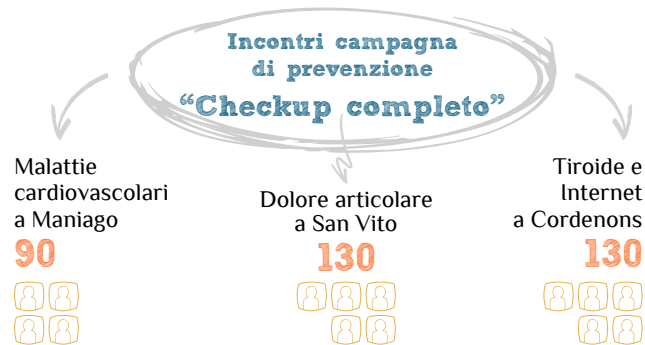 Incontri campagna
di prevenzione
“Checkup completo”
Malattie
cardiovascolari
a Maniago
90
Dolore articolare
a San Vito
130
Tiroide e
Internet
a Cordenons
130